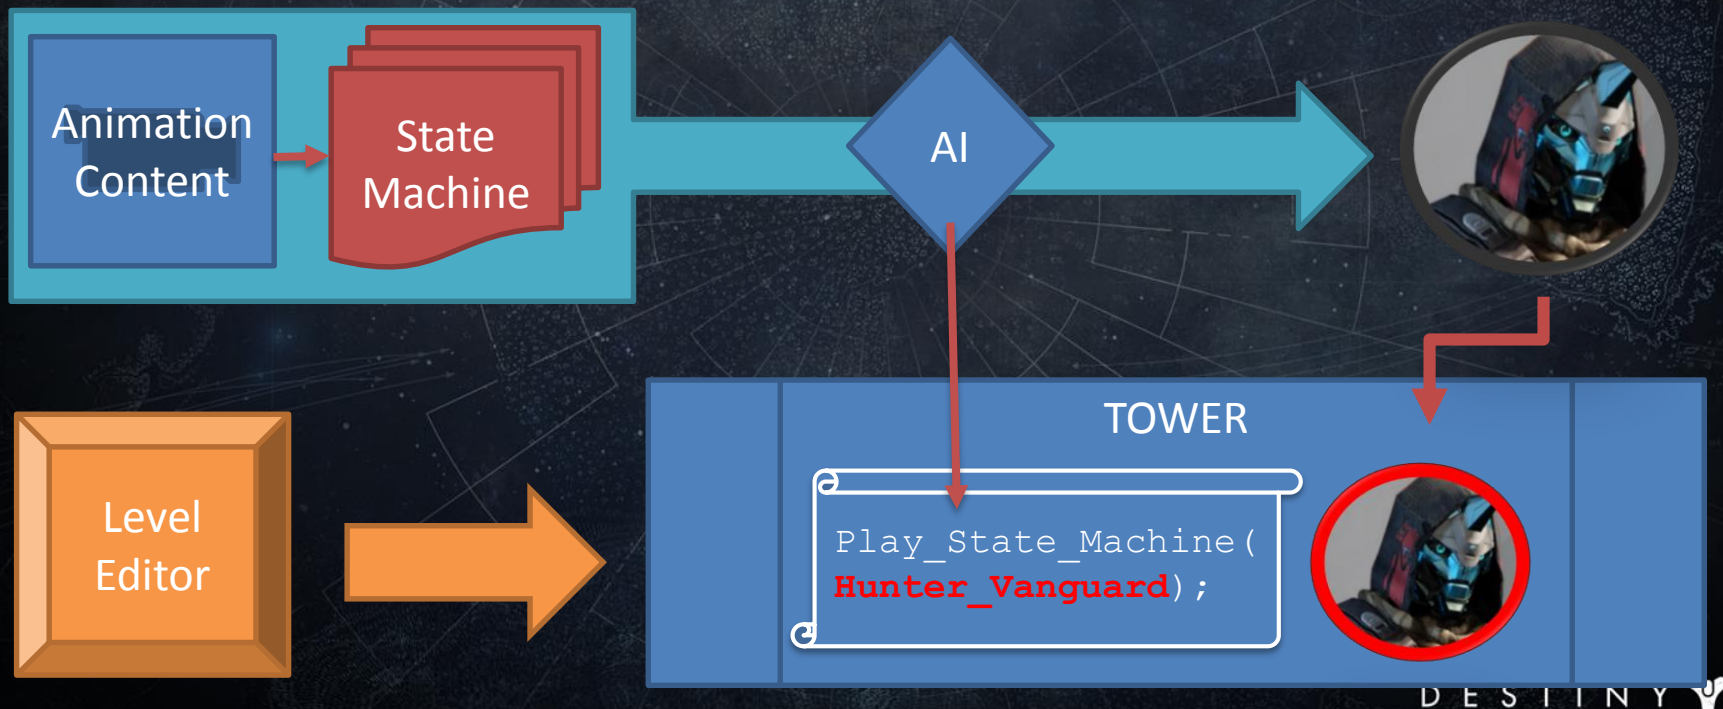 Animation
Content
State
Machine
AI
TOWER
Play_State_Machine(
Hunter_Vanguard);
Level
Editor
DESTINY